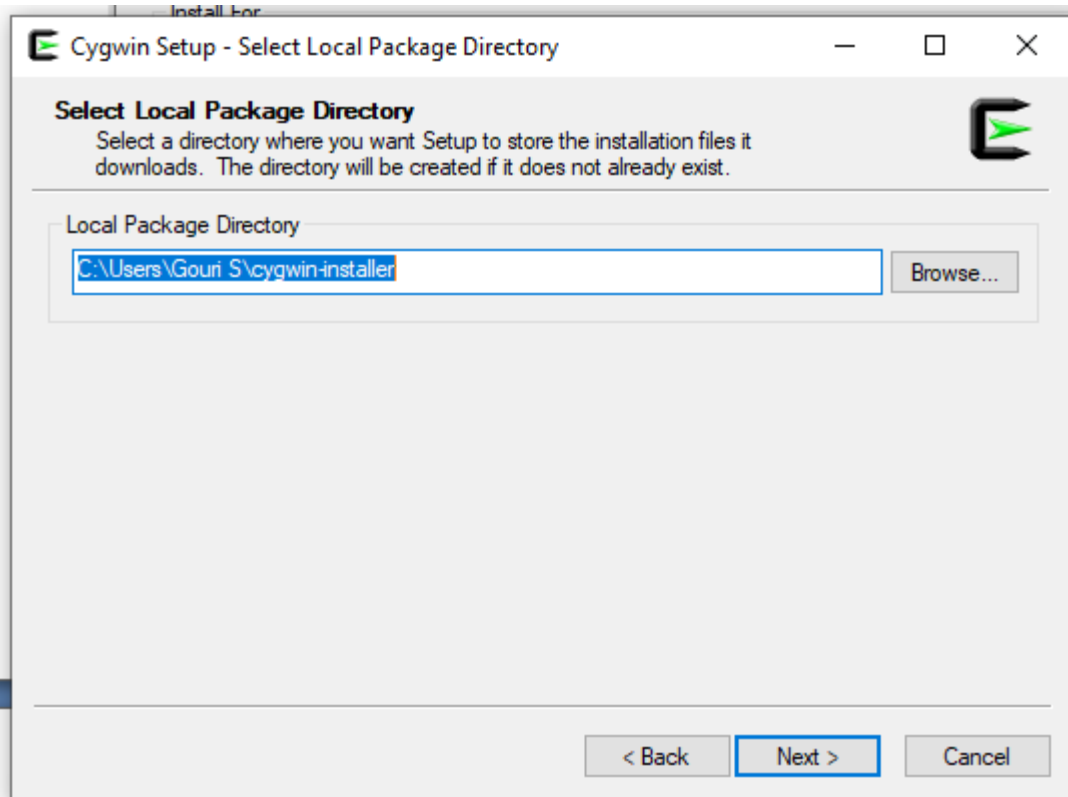 Install For
Cygwin Setup - Select Local Package Directory
Select Local Package Directory
Select a directory where you want Setup to store the installation files it
downloads. The directory will be created if it does not already exist.
Local Package Directory
C:\Users\Gouri S\cygwin-installer
Browse...
< Back
Next >
Cancel